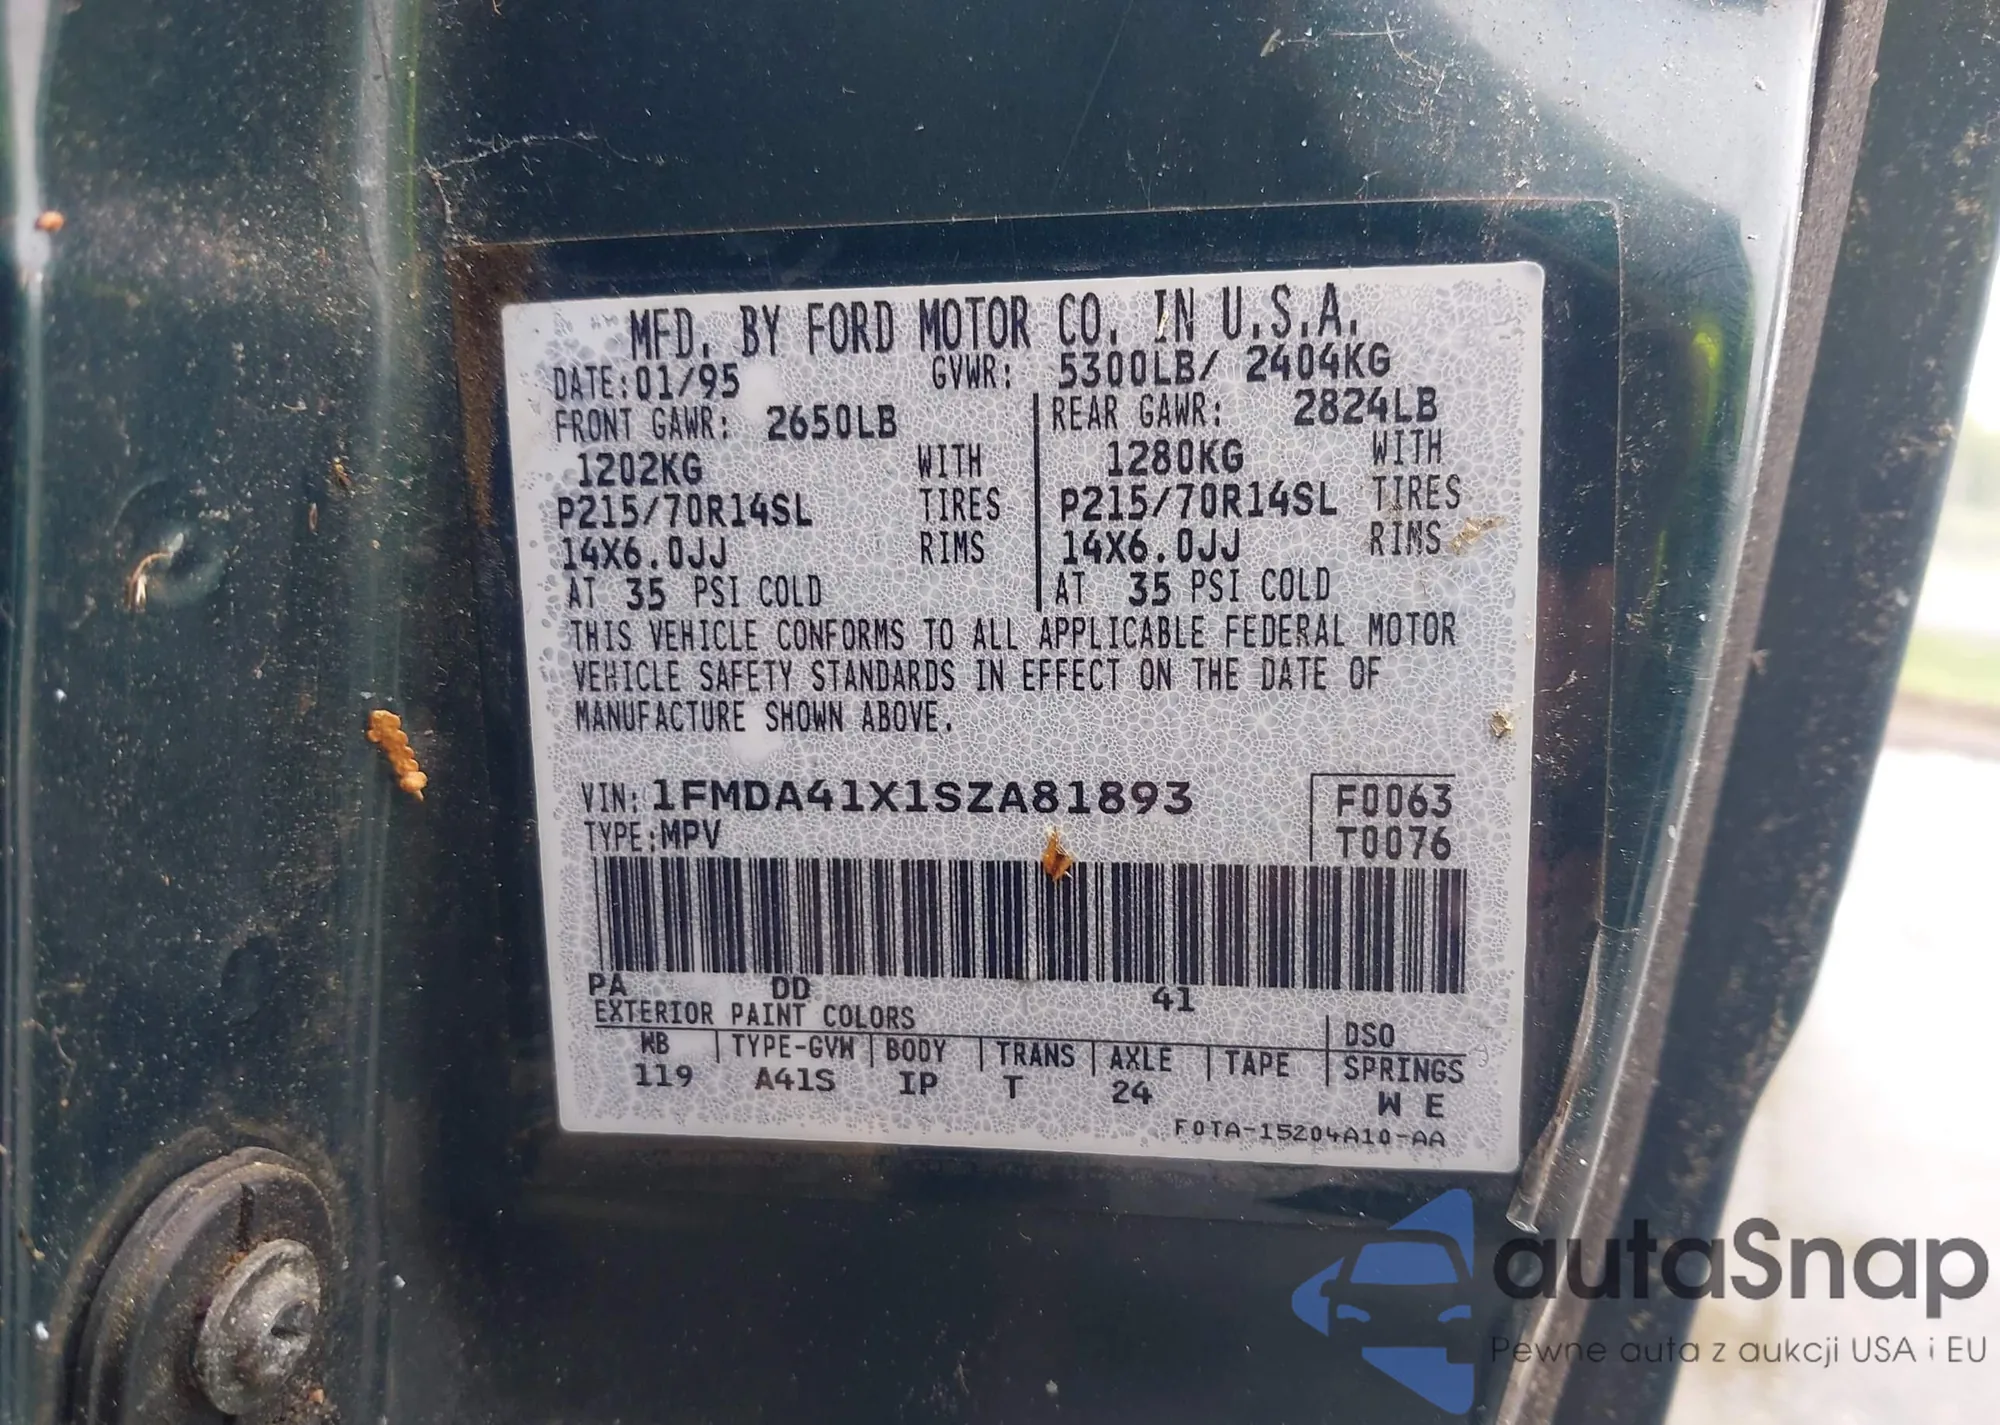 MFD. BY FORD MOTOR CO. IN U.S.A.
DATE:01/95 GVWR: 5300LB/ 2404KG
FRONT GAWR: 2650LB REAR GAWR: 2824LB
1202KG WITH 1280KG WITH
P215/70R14SL TIRES P215/70R14SL TIRES
14X6.0JJ RIMS 14X6.0JJ RIMS
AT 35 PSI COLD AT 35 PSI COLD
THIS VEHICLE CONFORMS TO ALL APPLICABLE FEDERAL MOTOR
VEHICLE SAFETY STANDARDS IN EFFECT ON THE DATE OF
MANUFACTURE SHOWN ABOVE.
VIN: 1FMDA41X1SZA81893 F0063
TYPE:MPV T0076
PA DD 41
EXTERIOR PAINT COLORS DSO
WB TYPE-GVW BODY TRANS AXLE TAPE SPRINGS
119 A41S IP T 24 W E
F0TA-15204A10-AA
autaSnap
Pewne auta z aukcji USA i EU